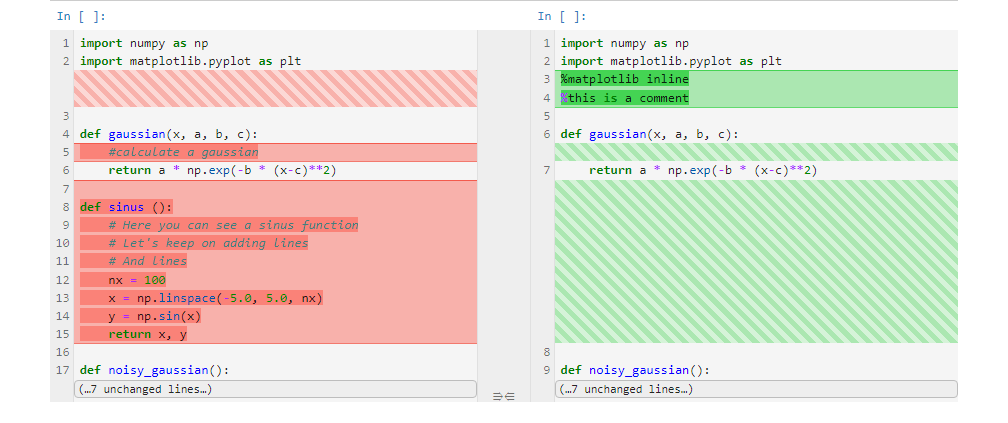 In [ ]:
1 import numpy as np
2 import matplotlib.pyplot as plt
3
4 def gaussian(x, a, b, c):
5     #calculate a gaussian
6     return a * np.exp(-b * (x-c)**2)
7
8 def sinus ():
9     # Here you can see a sinus function
10     # Let's keep on adding lines
11     # And lines
12     nx = 100
13     x = np.linspace(-5.0, 5.0, nx)
14     y = np.sin(x)
15     return x, y
16
17 def noisy_gaussian():
(…7 unchanged lines…)
In [ ]:
1 import numpy as np
2 import matplotlib.pyplot as plt
3 %matplotlib inline
4 %this is a comment
5
6 def gaussian(x, a, b, c):
7     return a * np.exp(-b * (x-c)**2)
8
9 def noisy_gaussian():
(…7 unchanged lines…)